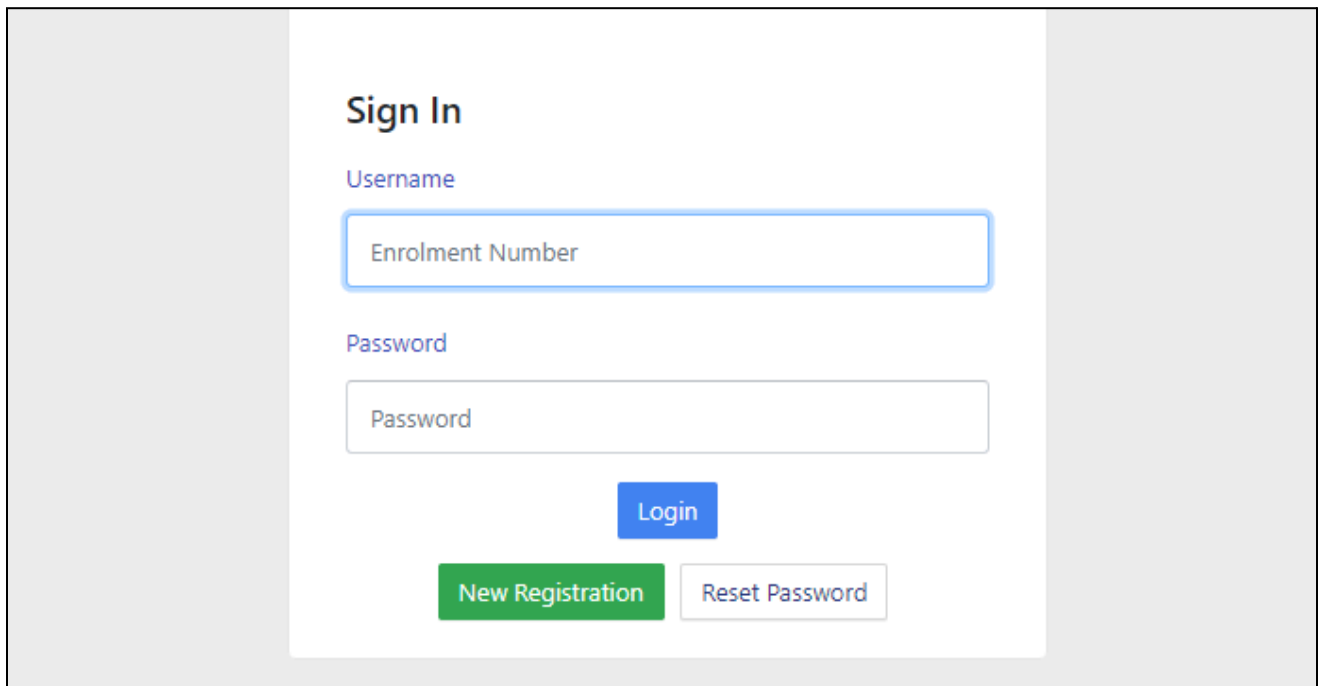 Sign In
Username
Enrolment Number
Password
Password
Login
New Registration Reset Password